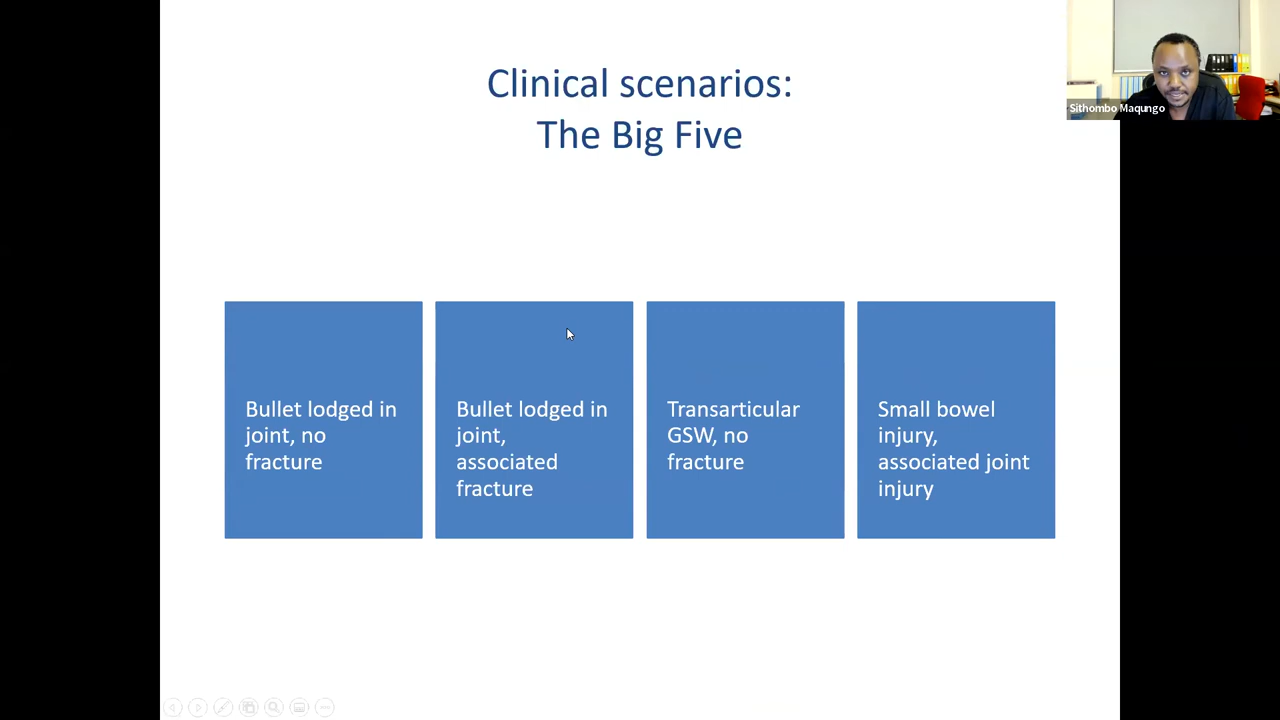 Clinical scenarios:
The Big Five
Sithombo Maqungo
Bullet lodged in
joint, no
fracture
Bullet lodged in
joint,
associated
fracture
Transarticular
GSW, no
fracture
Small bowel
injury,
associated joint
injury